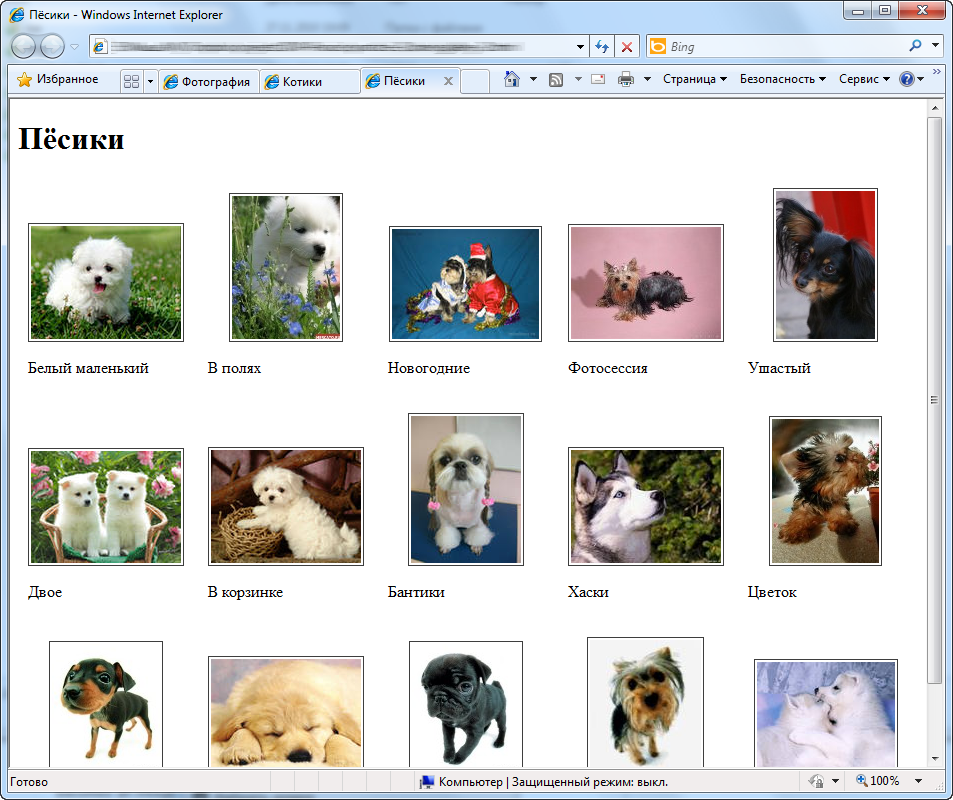 Пёсики - Windows Internet Explorer
Bing
Избранное
Фотография
Котики
Пёсики
Страница
Безопасность
Сервис
Пёсики
Белый маленький
В полях
Новогодние
Фотосессия
Ушастый
Двое
В корзинке
Бантики
Хаски
Цветок
Готово
Компьютер | Защищенный режим: выкл.
100%